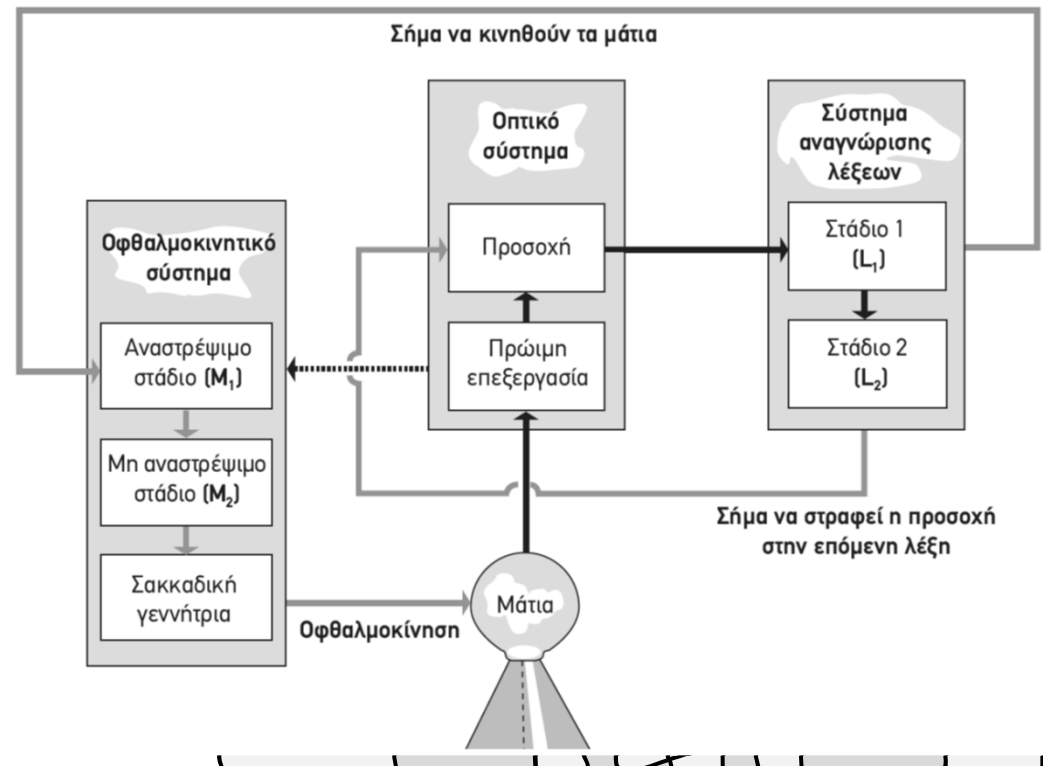 Σήμα να κινηθούν τα μάτια
Οπτικό
σύστημα
Σύστημα
αναγνώρισης
λέξεων
Οφθαλμοκινητικό
σύστημα
Προσοχή
Στάδιο 1
(L₁)
Αναστρέψιμο
στάδιο (M₁)
Πρώιμη
επεξεργασία
Στάδιο 2
(L₂)
Μη αναστρέψιμο
στάδιο (M₂)
Σήμα να στραφεί η προσοχή
στην επόμενη λέξη
Σακκαδική
γεννήτρια
Μάτια
Οφθαλμοκίνηση